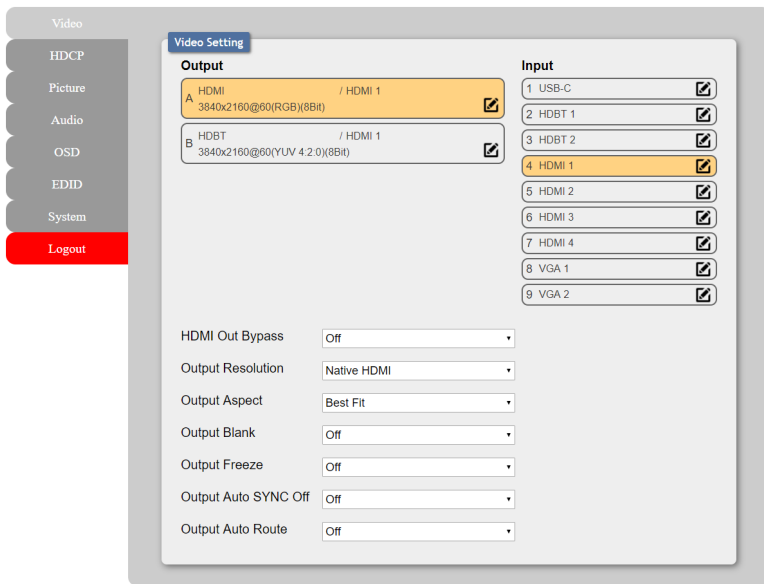 Video
HDCP
Picture
Audio
OSD
EDID
System
Logout
Video Setting
Output
A HDMI / HDMI 1
3840x2160@60(RGB)(8Bit)
B HDBT / HDMI 1
3840x2160@60(YUV 4:2:0)(8Bit)
Input
1 USB-C
2 HDBT 1
3 HDBT 2
4 HDMI 1
5 HDMI 2
6 HDMI 3
7 HDMI 4
8 VGA 1
9 VGA 2
HDMI Out Bypass Off
Output Resolution Native HDMI
Output Aspect Best Fit
Output Blank Off
Output Freeze Off
Output Auto SYNC Off Off
Output Auto Route Off